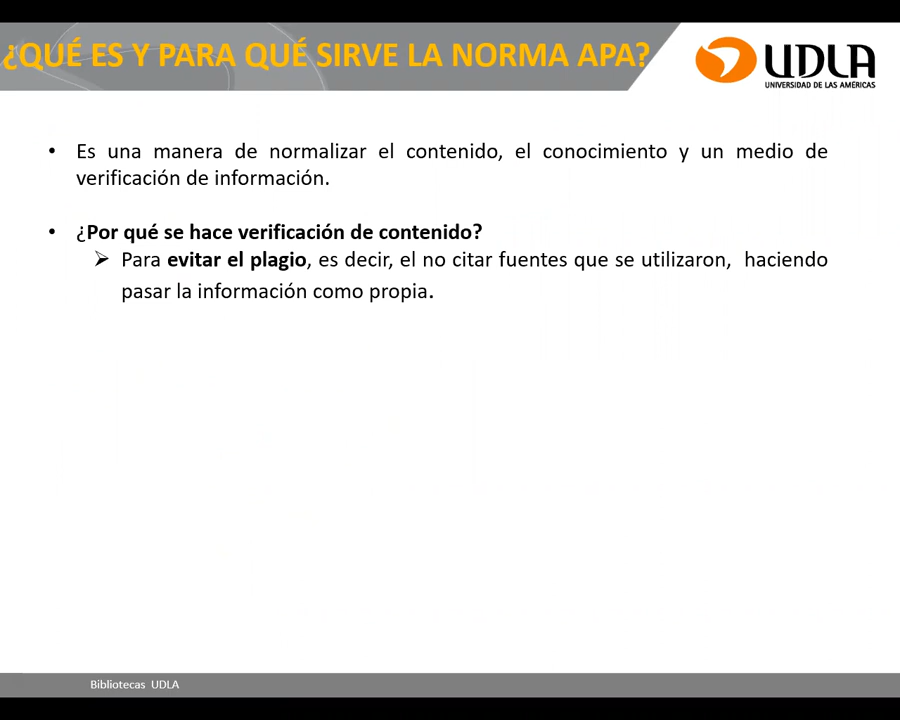 ¿QUÉ ES Y PARA QUÉ SIRVE LA NORMA APA?
UDLA
UNIVERSIDAD DE LAS AMÉRICAS
• Es una manera de normalizar el contenido, el conocimiento y un medio de
verificación de información.
• ¿Por qué se hace verificación de contenido?
➢ Para evitar el plagio, es decir, el no citar fuentes que se utilizaron, haciendo
pasar la información como propia.
Bibliotecas UDLA